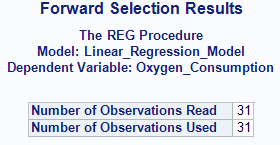 Forward Selection Results
The REG Procedure
Model: Linear_Regression_Model
Dependent Variable: Oxygen_Consumption
Number of Observations Read 31
Number of Observations Used 31